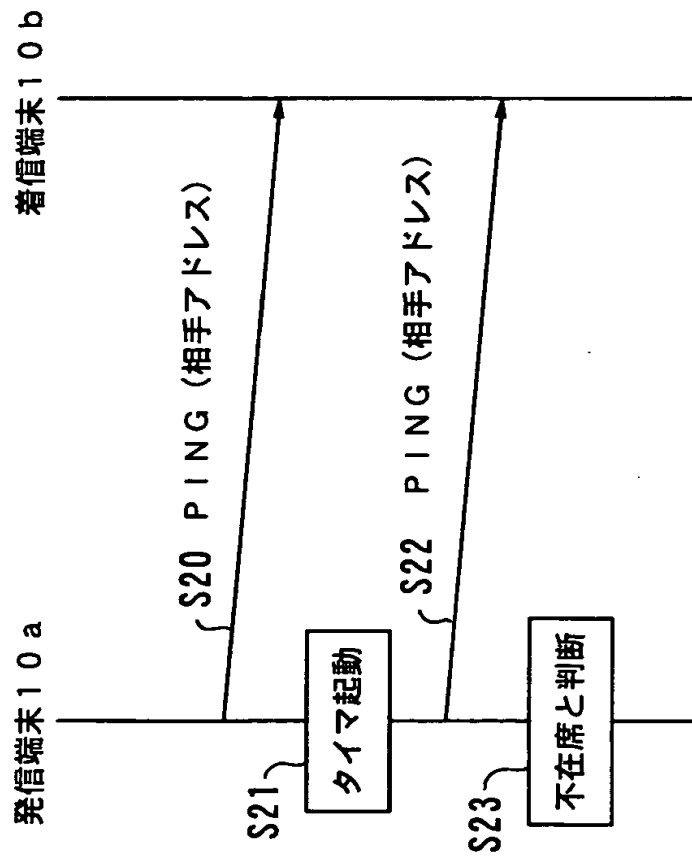 発信端末10a
着信端末10b
S20 PING（相手アドレス）
S21
タイマ起動
S22 PING（相手アドレス）
S23
不在席と判断